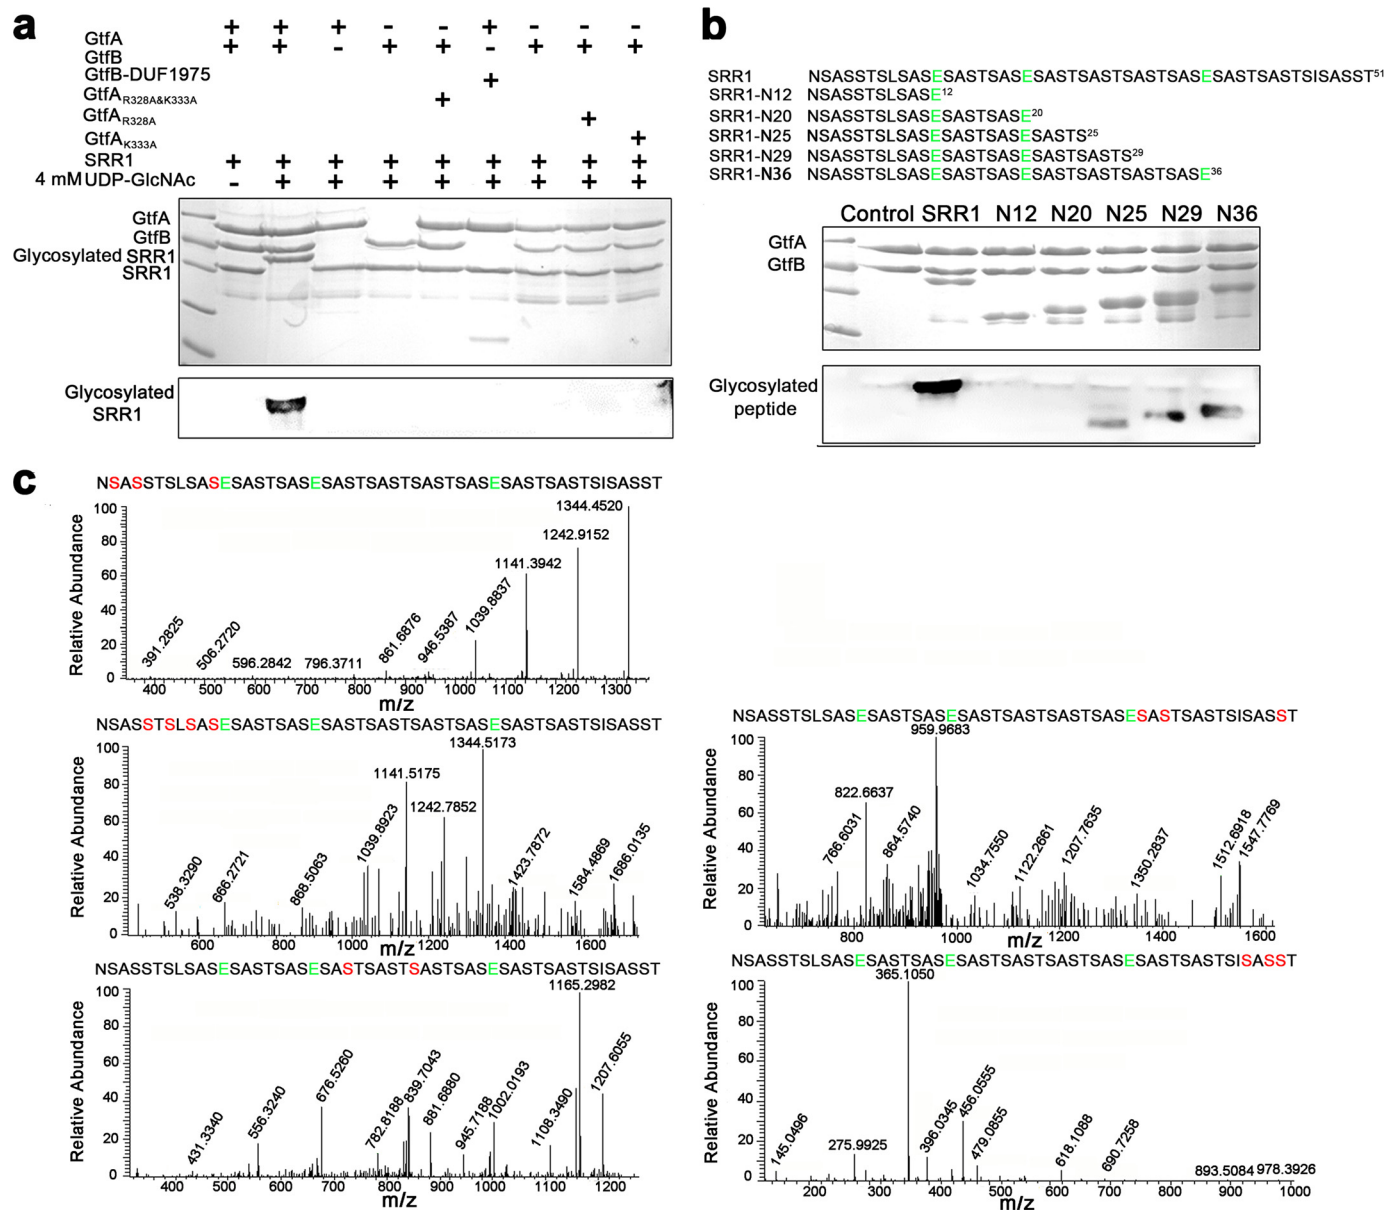 a
+ + + - - + - - -
GtfA
+ + - + + - + + +
GtfB
GtfB-DUF1975 +
GtfAR328A&K333A +
GtfAR328A +
GtfAK333A +
SRR1 + + + + + + + + +
4 mM UDP-GlcNAc - + + + + + + + +
GtfA
GtfB
Glycosylated SRR1
SRR1
Glycosylated
SRR1
b
SRR1 NSASSTSLSASESASTSASESASTSASTSASTSASESASTSASTSISASST51
SRR1-N12 NSASSTSLSASE12
SRR1-N20 NSASSTSLSASESASTSASE20
SRR1-N25 NSASSTSLSASESASTSASESASTS25
SRR1-N29 NSASSTSLSASESASTSASESASTSASTS29
SRR1-N36 NSASSTSLSASESASTSASESASTSASTSASTSASE36
Control SRR1 N12 N20 N25 N29 N36
GtfA
GtfB
Glycosylated
peptide
c
NSASSTSLSASESASTSASESASTSASTSASTSASESASTSASTSISASST
Relative Abundance
100
80
60
40
20
0
1344.4520
1242.9152
1141.3942
1039.8837
946.5387
861.6876
796.3711
596.2842
506.2720
391.2825
400 500 600 700 800 900 1000 1100 1200 1300
m/z
NSASSTSLSASESASTSASESASTSASTSASTSASESASTSASTSISASST
Relative Abundance
100
80
60
40
20
0
1344.5173
1141.5175
1242.7852
1039.8923
1423.7872
1584.4869
1686.0135
538.3290
666.2721
868.5063
600 800 1000 1200 1400 1600
m/z
NSASSTSLSASESASTSASESASTSASTSASTSASESASTSASTSISASST
Relative Abundance
100
80
60
40
20
0
1165.2982
1207.6055
676.5260
839.7043
881.6880
1002.0193
945.7188
782.8188
1108.3490
556.3240
431.3340
400 500 600 700 800 900 1000 1100 1200
m/z
NSASSTSLSASESASTSASESASTSASTSASTSASESASTSASTSISASST
Relative Abundance
100
80
60
40
20
0
959.9683
822.6637
766.6031
864.5740
1034.7550
1122.2661
1207.7635
1350.2837
1512.6918
1547.7769
800 1000 1200 1400 1600
m/z
NSASSTSLSASESASTSASESASTSASTSASTSASESASTSASTSISASST
Relative Abundance
100
80
60
40
20
0
365.1050
456.0555
396.0345
479.0855
275.9925
145.0496
618.1088
690.7258
893.5084
978.3926
200 300 400 500 600 700 800 900 1000
m/z